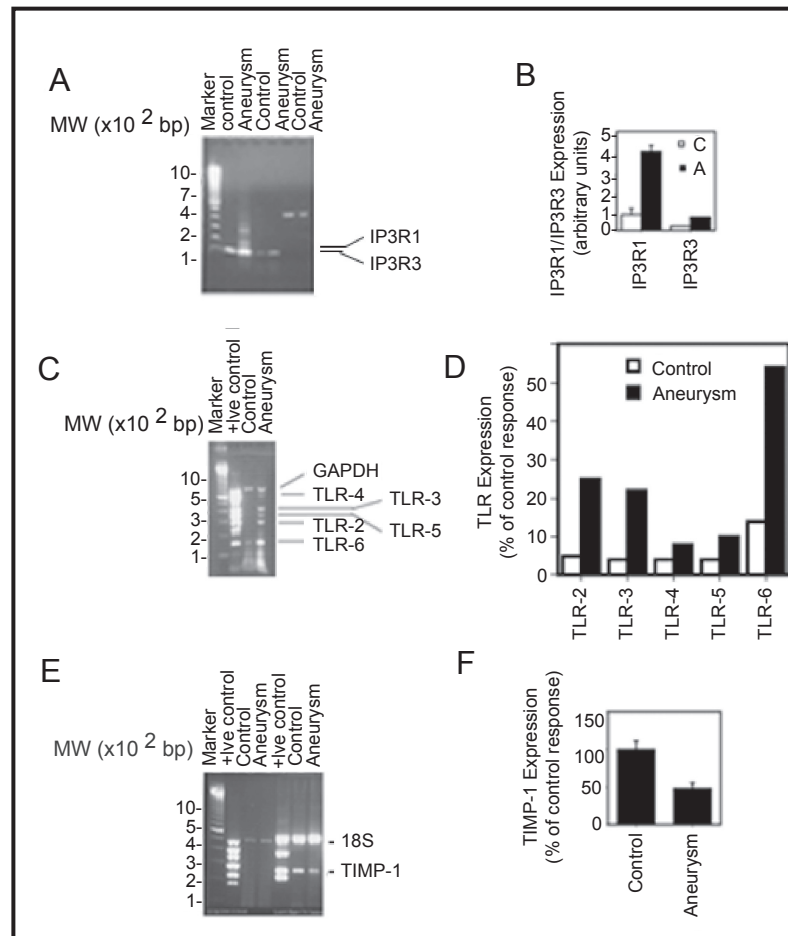 A
Marker
control
Aneurysm
Control
Aneurysm
Control
Aneurysm
MW (x10 2 bp)
10-
7-
4-
2-
1-
IP3R1
IP3R3
B
IP3R1/IP3R3 Expression
(arbitrary units)
5
4
3
2
1
0
C
A
IP3R1
IP3R3
C
Marker
+Ive control
Control
Aneurysm
MW (x10 2 bp)
10-
5-
3-
2-
1-
GAPDH
TLR-4
TLR-3
TLR-2
TLR-5
TLR-6
D
TLR Expression
(% of control response)
50
40
30
20
10
0
Control
Aneurysm
TLR-2
TLR-3
TLR-4
TLR-5
TLR-6
E
Marker
+Ive control
Control
Aneurysm
+Ive control
Control
Aneurysm
MW (x10 2 bp)
10-
5-
4-
3-
2-
1-
18S
TIMP-1
F
TIMP-1 Expression
(% of control response)
150
100
50
0
Control
Aneurysm